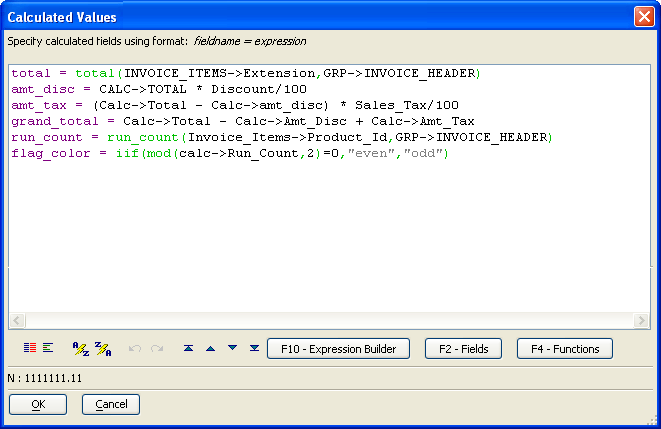 Calculated Values
Specify calculated fields using format: fieldname = expression
total = total(INVOICE_ITEMS->Extension,GRP->INVOICE_HEADER)
amt_disc = CALC->TOTAL * Discount/100
amt_tax = (Calc->Total - Calc->amt_disc) * Sales_Tax/100
grand_total = Calc->Total - Calc->Amt_Disc + Calc->Amt_Tax
run_count = run_count(Invoice_Items->Product_Id,GRP->INVOICE_HEADER)
flag_color = iif(mod(calc->Run_Count,2)=0,"even","odd")
A/Z Z/A F10 - Expression Builder F2 - Fields F4 - Functions
N : 1111111.11
OK Cancel